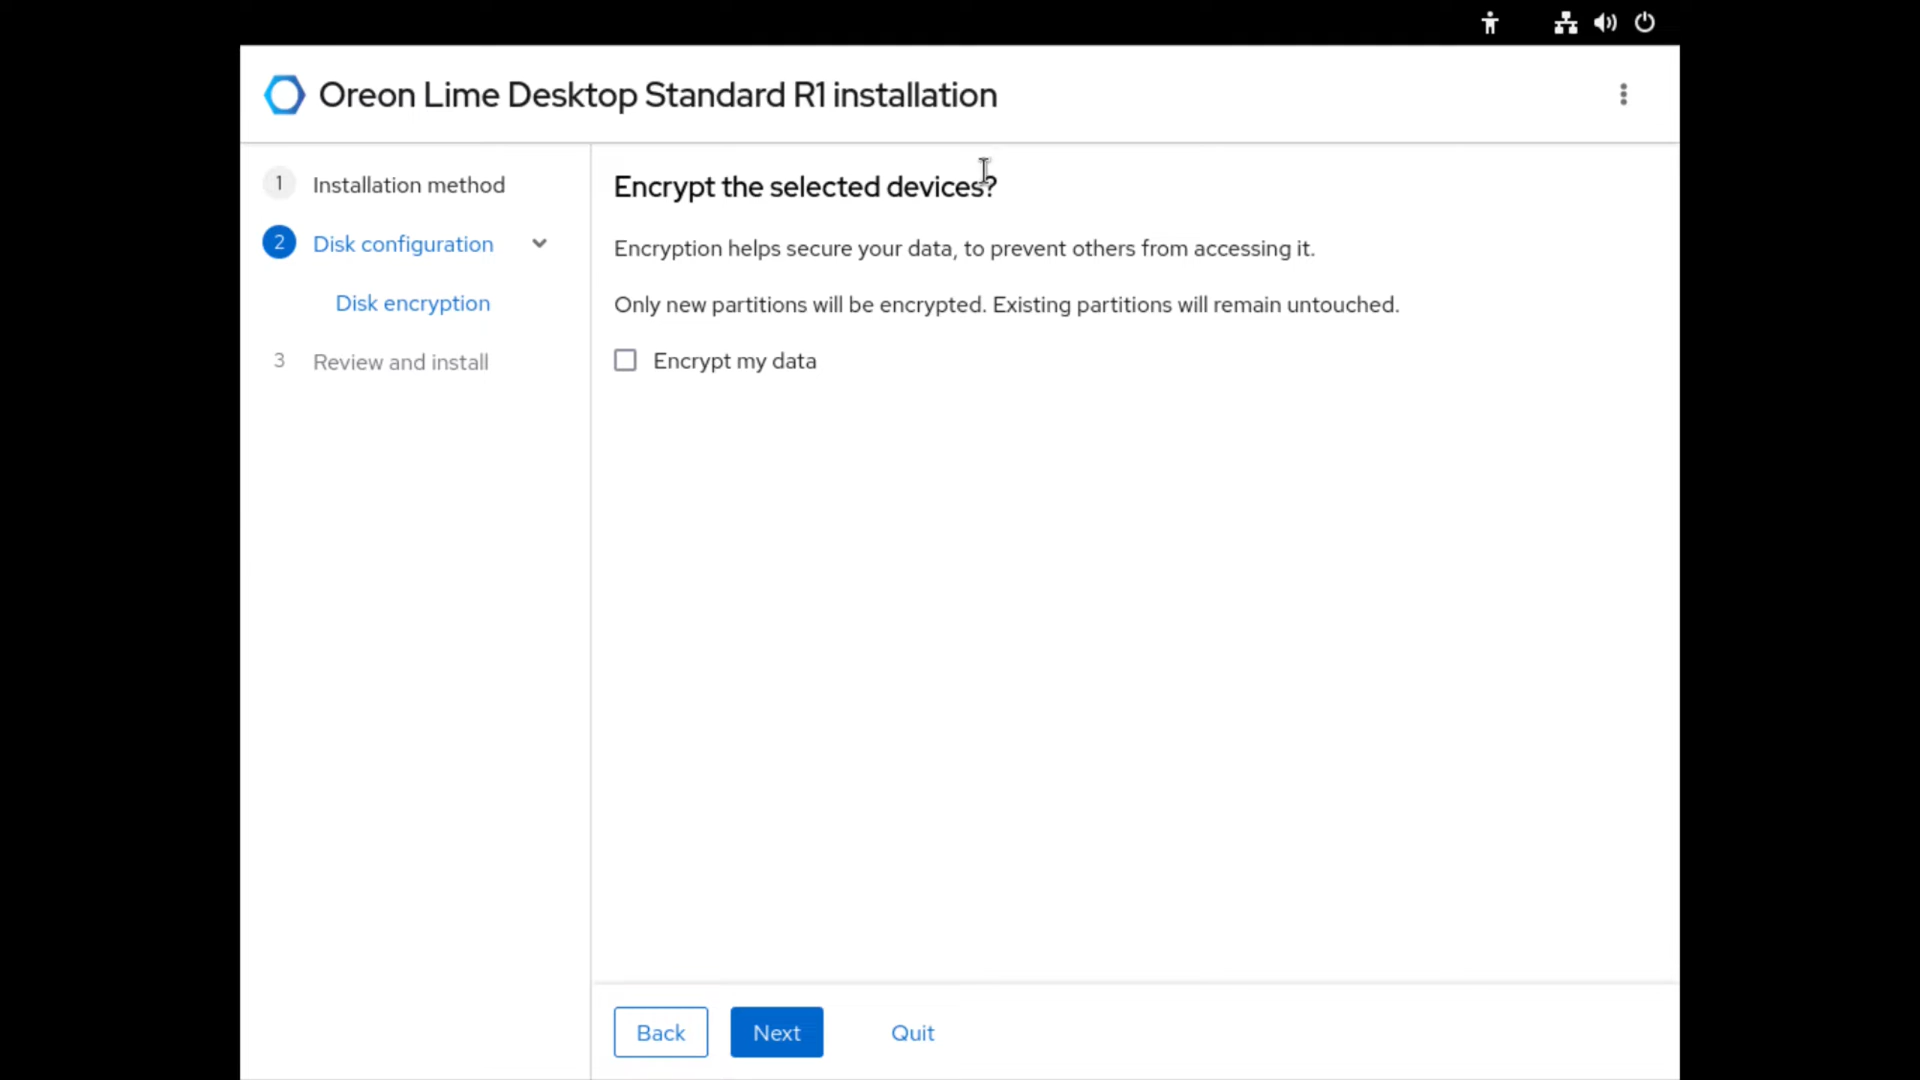 Oreon Lime Desktop Standard R1 installation
1 Installation method
2 Disk configuration
Disk encryption
3 Review and install
Encrypt the selected devices?
Encryption helps secure your data, to prevent others from accessing it.
Only new partitions will be encrypted. Existing partitions will remain untouched.
Encrypt my data
Back Next Quit